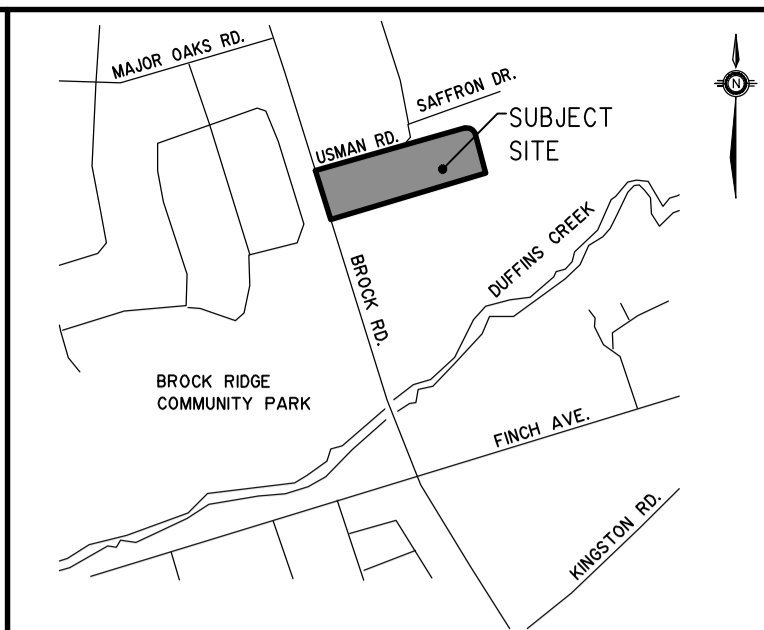 MAJOR OAKS RD.
SAFFRON DR.
SUBJECT
SITE
USMAN RD.
N
DUFFINS CREEK
BROCK RD.
BROCK RIDGE
COMMUNITY PARK
FINCH AVE.
KINGSTON RD.